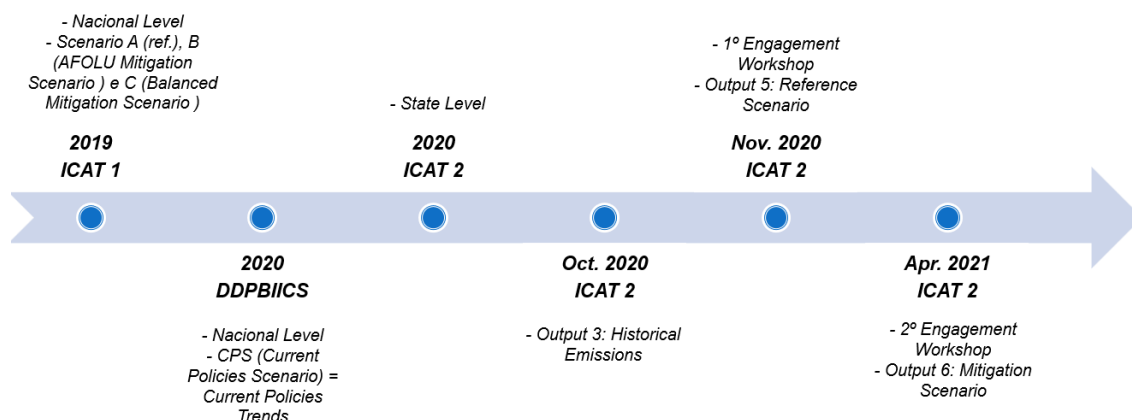 - Nacional Level
- Scenario A (ref.), B
(AFOLU Mitigation
Scenario ) e C (Balanced
Mitigation Scenario )
2019
ICAT 1
2020
DDPBIICS
- Nacional Level
- CPS (Current
Policies Scenario) =
Current Policies
Trends
- State Level
2020
ICAT 2
Oct. 2020
ICAT 2
- Output 3: Historical
Emissions
- 1º Engagement
Workshop
- Output 5: Reference
Scenario
Nov. 2020
ICAT 2
Apr. 2021
ICAT 2
- 2º Engagement
Workshop
- Output 6: Mitigation
Scenario